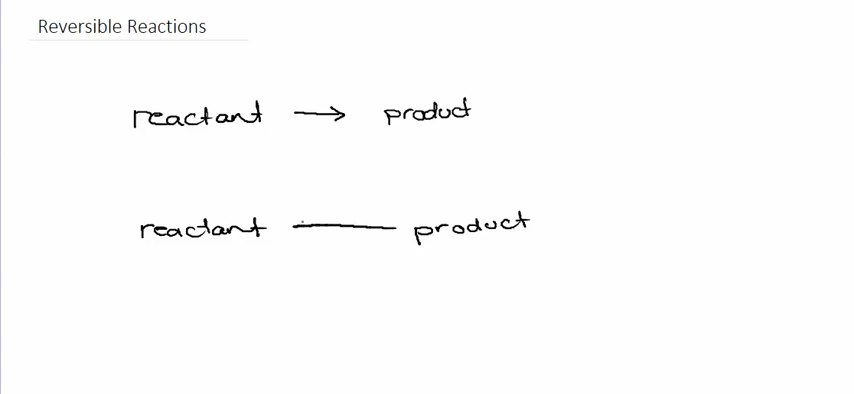 Reversible Reactions
reactant → product
reactant — product